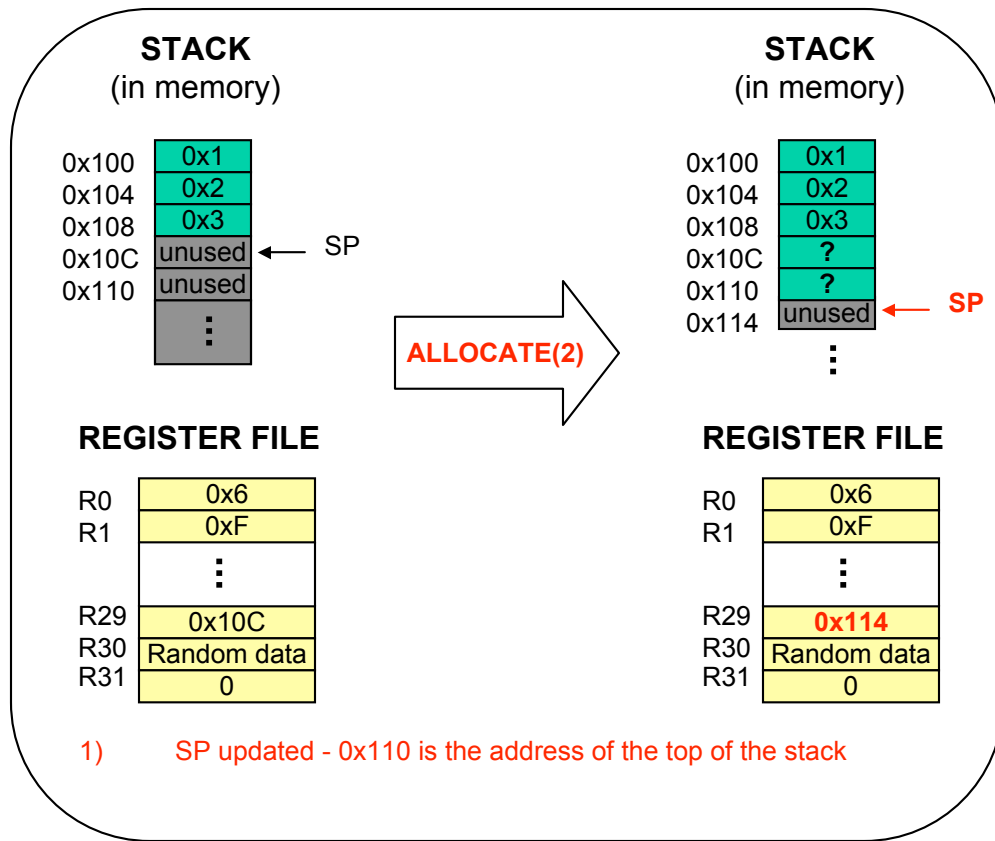 STACK
(in memory)
0x100 0x1
0x104 0x2
0x108 0x3
0x10C unused SP
0x110 unused
⋮
REGISTER FILE
R0 0x6
R1 0xF
⋮
R29 0x10C
R30 Random data
R31 0
ALLOCATE(2)
STACK
(in memory)
0x100 0x1
0x104 0x2
0x108 0x3
0x10C ?
0x110 ?
0x114 unused SP
⋮
REGISTER FILE
R0 0x6
R1 0xF
⋮
R29 0x114
R30 Random data
R31 0
1) SP updated - 0x110 is the address of the top of the stack